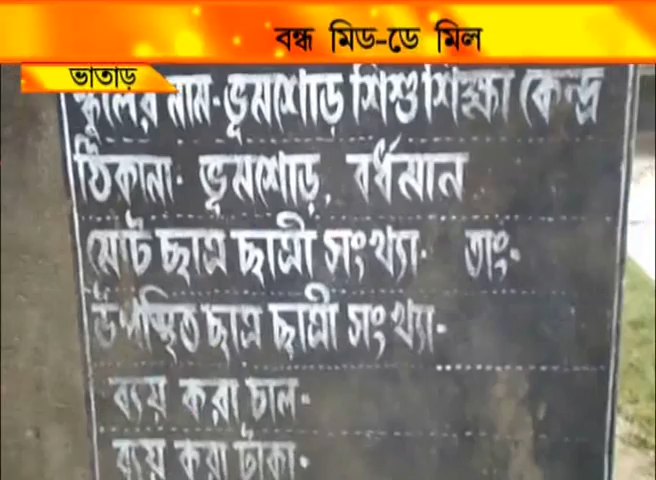 বন্ধ মিড-ডে মিল
ভাতাড়
স্কুলের নাম-ভূমশোড় শিশু শিক্ষা কেন্দ্র
ঠিকানা- ভূমশোড়, বর্ধমান
মোট ছাত্র ছাত্রী সংখ্যা- তাং-
উপস্থিত ছাত্র ছাত্রী সংখ্যা-
ব্যয় করা চাল-
ব্যয় করা টাকা-